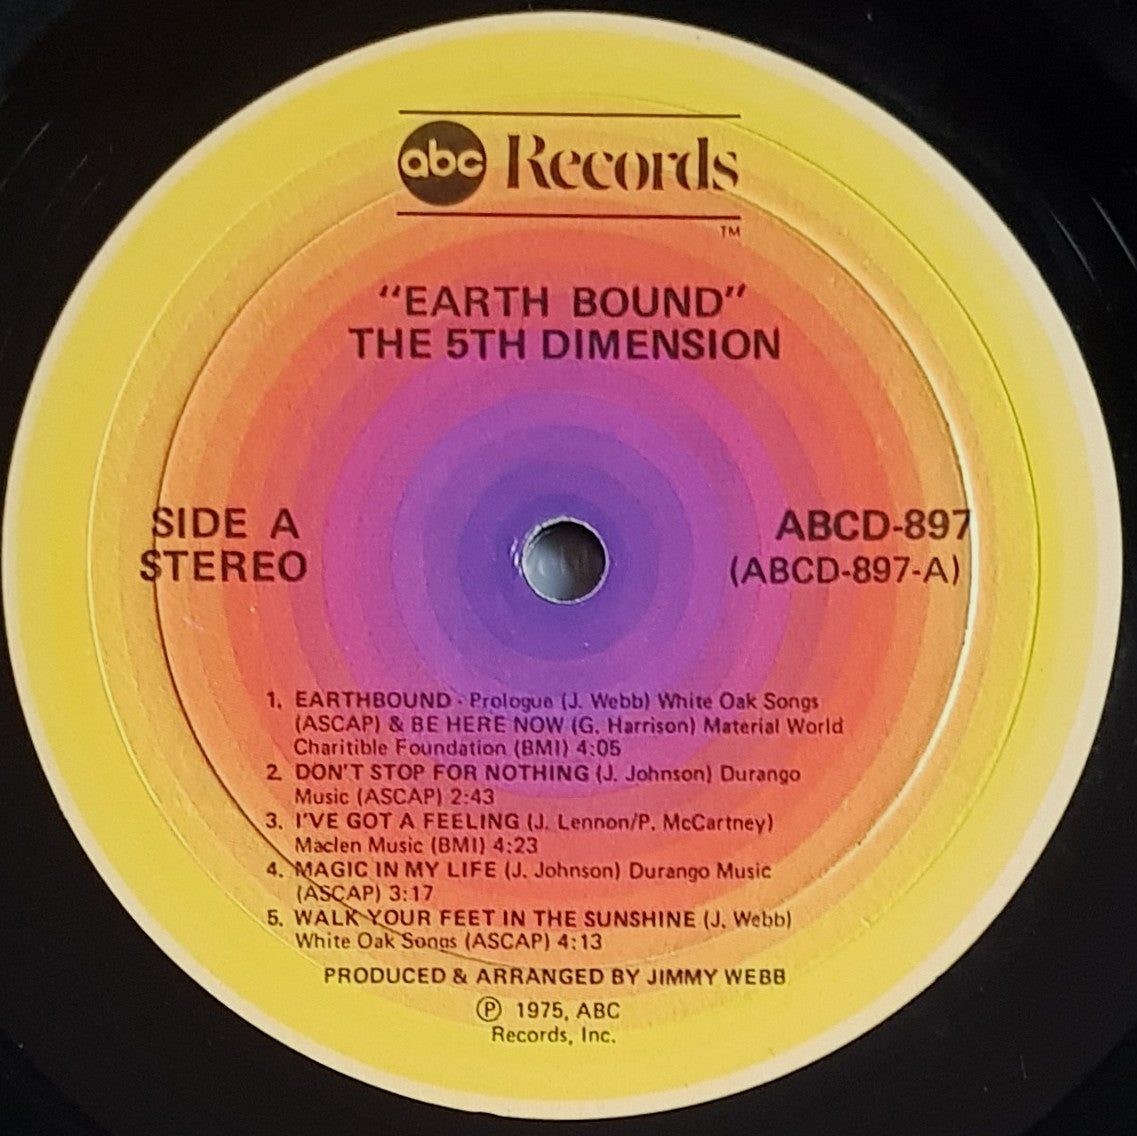 abc Records
TM
"EARTH BOUND"
THE 5TH DIMENSION
SIDE A
STEREO
ABCD-897
(ABCD-897-A)
1. EARTHBOUND - Prologue (J. Webb) White Oak Songs
(ASCAP) & BE HERE NOW (G. Harrison) Material World
Charitible Foundation (BMI) 4:05
2. DON'T STOP FOR NOTHING (J. Johnson) Durango
Music (ASCAP) 2:43
3. I'VE GOT A FEELING (J. Lennon/P. McCartney)
Maclen Music (BMI) 4:23
4. MAGIC IN MY LIFE (J. Johnson) Durango Music
(ASCAP) 3:17
5. WALK YOUR FEET IN THE SUNSHINE (J. Webb)
White Oak Songs (ASCAP) 4:13
PRODUCED & ARRANGED BY JIMMY WEBB
℗ 1975, ABC
Records, Inc.